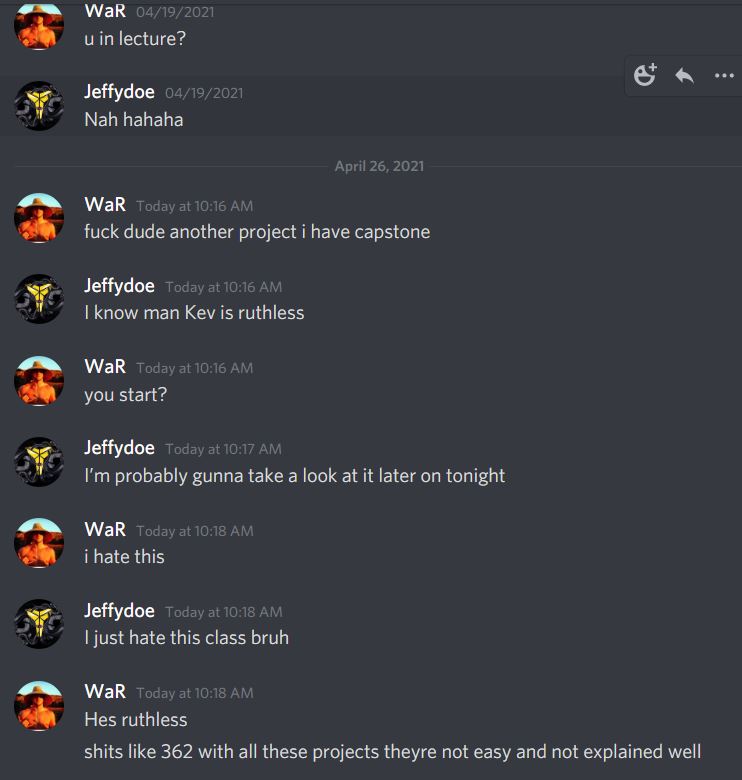 WaR 04/19/2021
u in lecture?
Jeffydoe 04/19/2021
Nah hahaha
April 26, 2021
WaR Today at 10:16 AM
fuck dude another project i have capstone
Jeffydoe Today at 10:16 AM
I know man Kev is ruthless
WaR Today at 10:16 AM
you start?
Jeffydoe Today at 10:17 AM
I’m probably gunna take a look at it later on tonight
WaR Today at 10:18 AM
i hate this
Jeffydoe Today at 10:18 AM
I just hate this class bruh
WaR Today at 10:18 AM
Hes ruthless
shits like 362 with all these projects theyre not easy and not explained well